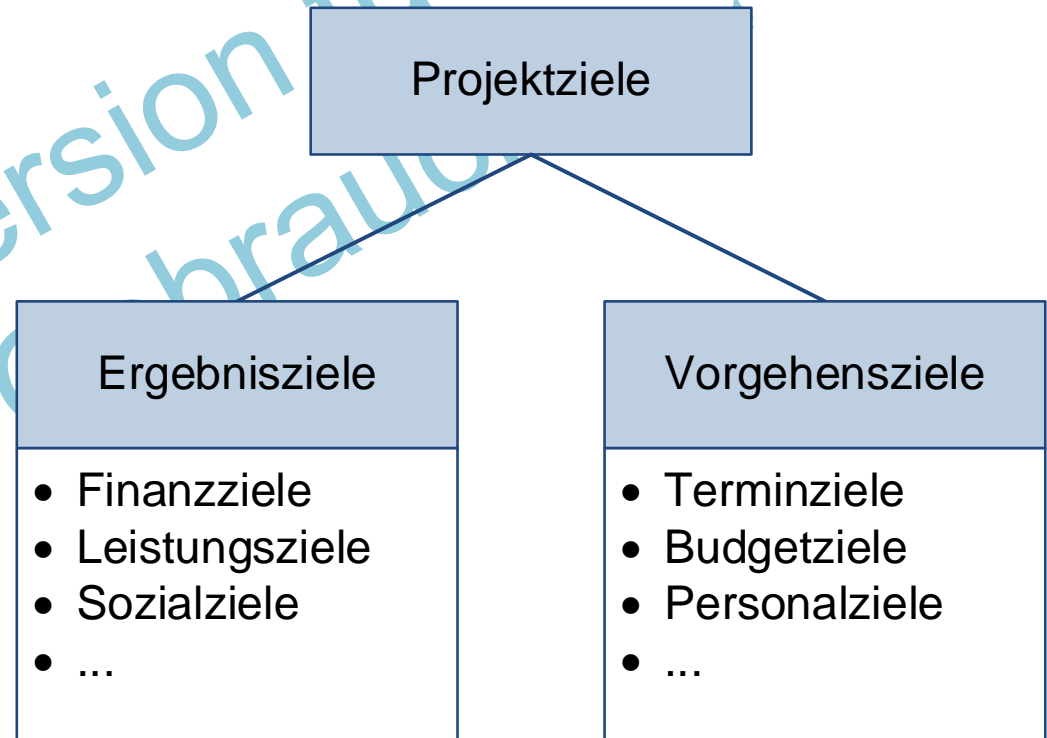 Projektziele
Ergebnisziele
• Finanzziele
• Leistungsziele
• Sozialziele
• ...
Vorgehensziele
• Terminziele
• Budgetziele
• Personalziele
• ...